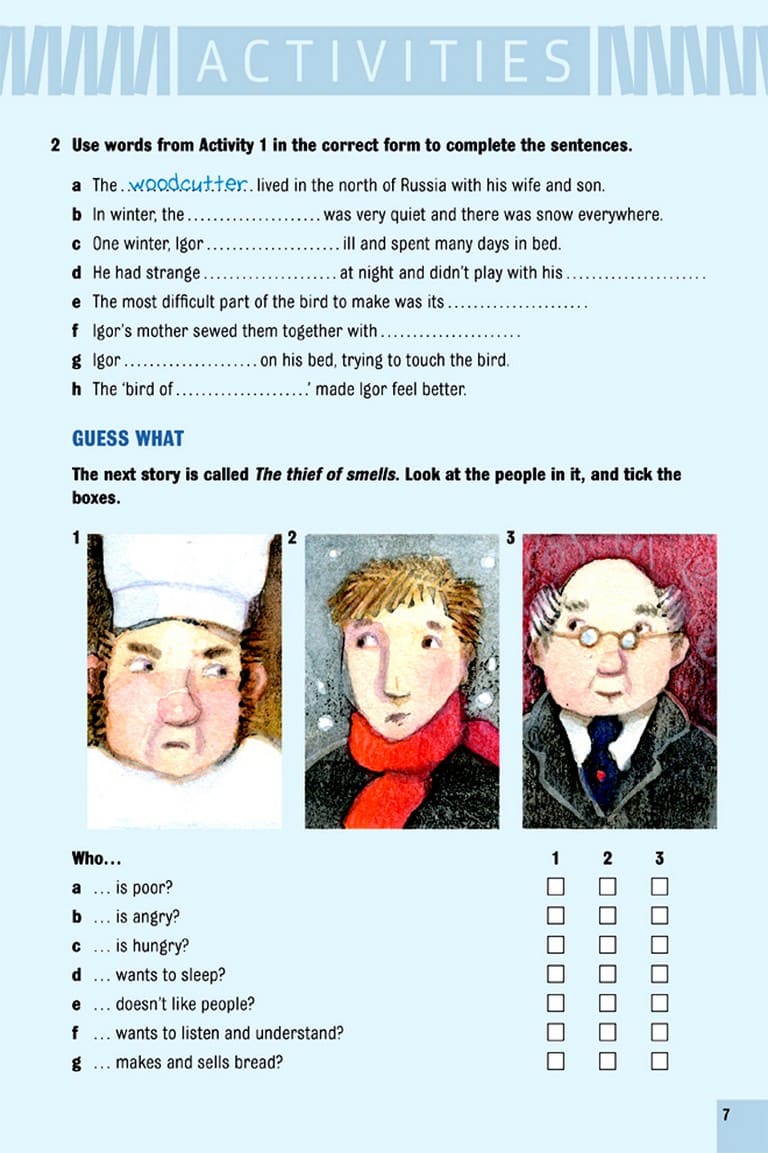 ACTIVITIES
2 Use words from Activity 1 in the correct form to complete the sentences.
a The . .woodcutter. . lived in the north of Russia with his wife and son.
b In winter, the ..................... was very quiet and there was snow everywhere.
c One winter, Igor ..................... ill and spent many days in bed.
d He had strange ..................... at night and didn't play with his ......................
e The most difficult part of the bird to make was its ......................
f Igor's mother sewed them together with ......................
g Igor ..................... on his bed, trying to touch the bird.
h The 'bird of .....................' made Igor feel better.
GUESS WHAT
The next story is called The thief of smells. Look at the people in it, and tick the
boxes.
1 2 3
Who... 1 2 3
a ... is poor?
b ... is angry?
c ... is hungry?
d ... wants to sleep?
e ... doesn't like people?
f ... wants to listen and understand?
g ... makes and sells bread?
7